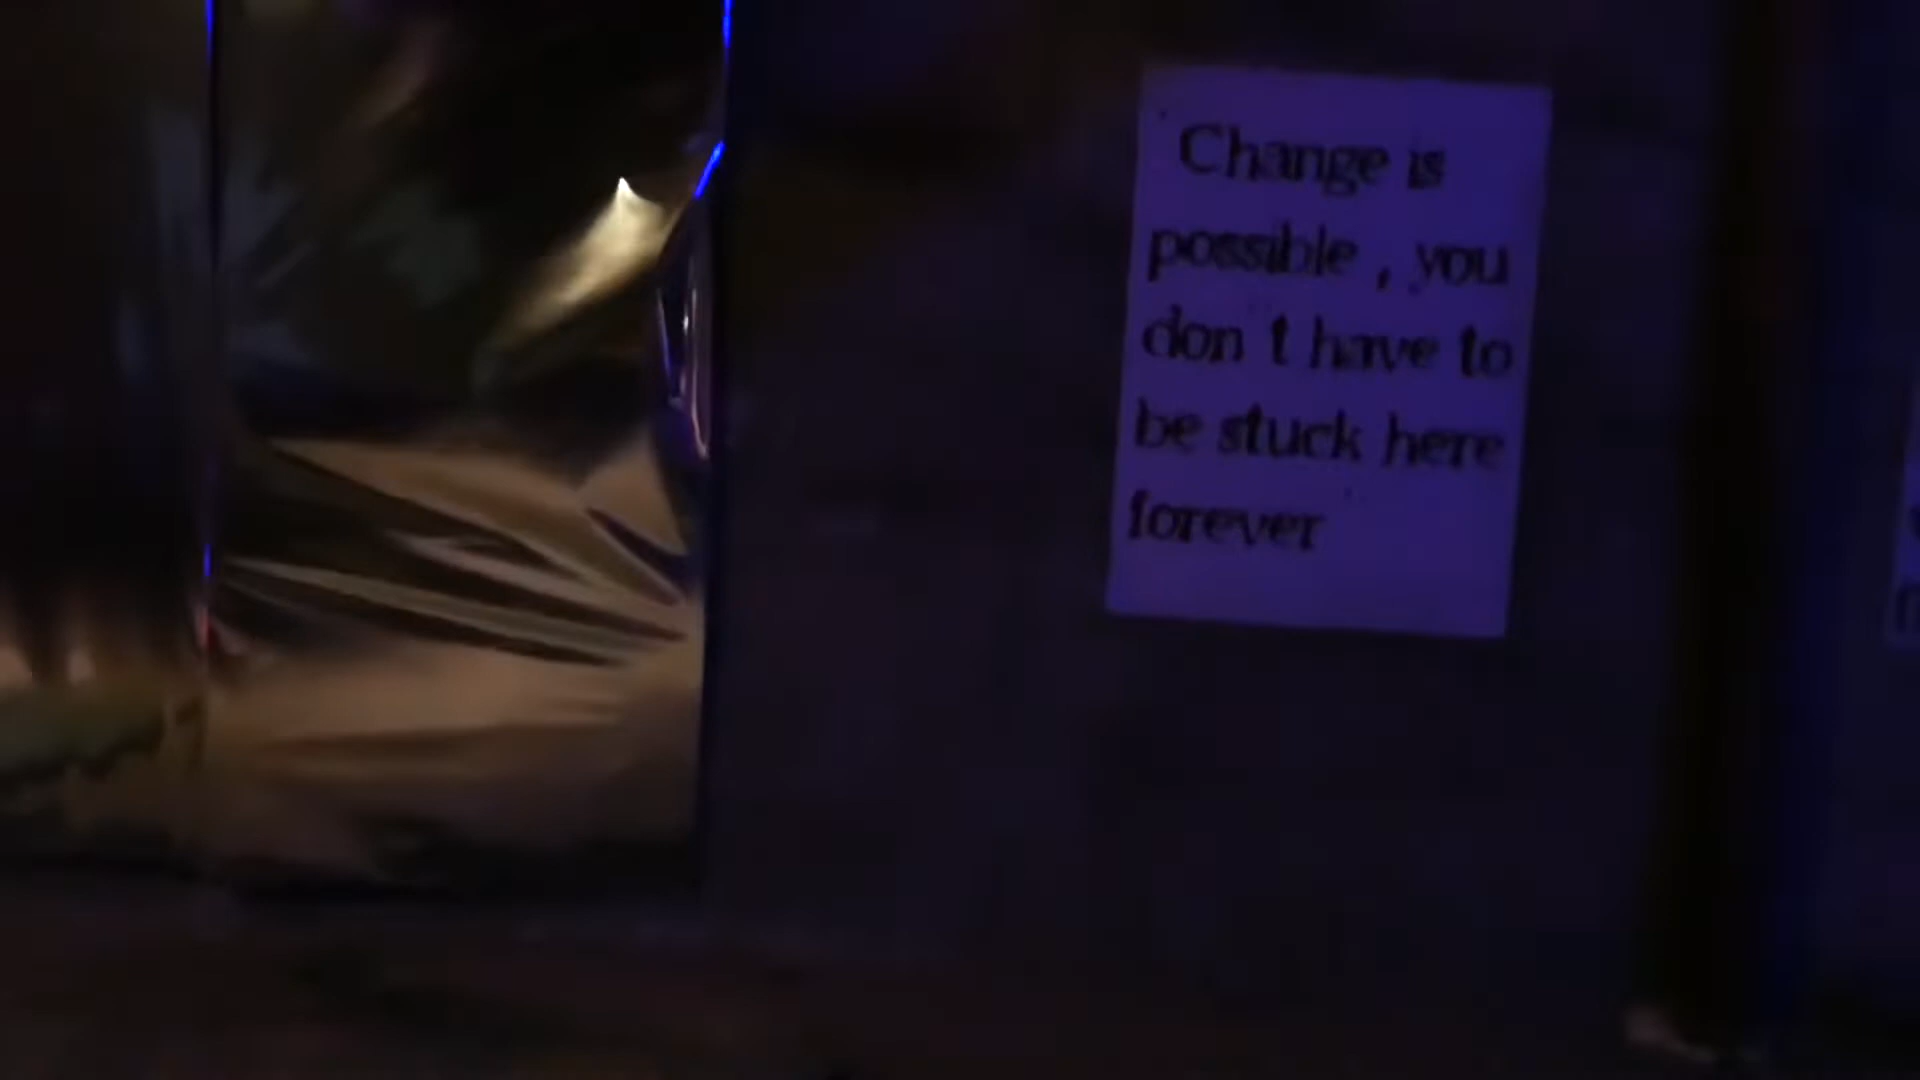 Change is
possible , you
don't have to
be stuck here
forever